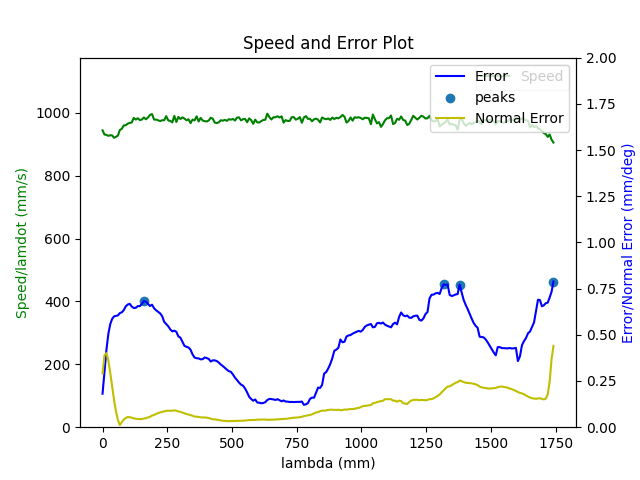 Speed and Error Plot
Speed/lamdot (mm/s)
0
200
400
600
800
1000
Error
Speed
peaks
Normal Error
0.00
0.25
0.50
0.75
1.00
1.25
1.50
1.75
2.00
Error/Normal Error (mm/deg)
0 250 500 750 1000 1250 1500 1750
lambda (mm)